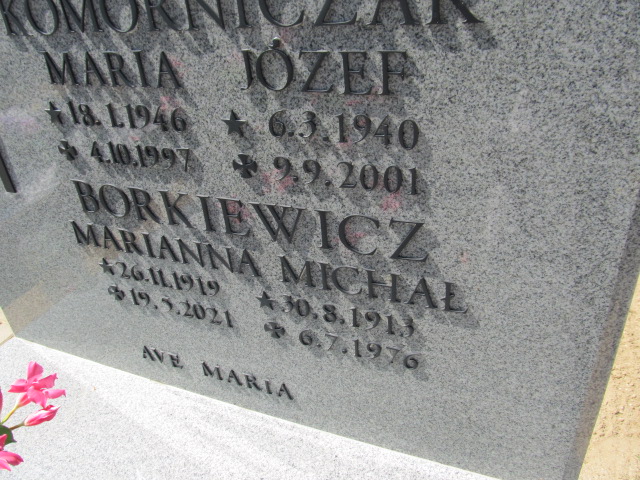 KOMORNICZAK
MARIA JÓZEF
★ 18.1.1946 ★ 6.3.1940
✠ 4.10.1997 ✠ 9.9.2001
BORKIEWICZ
MARIANNA MICHAŁ
★ 26.11.1919 ★ 30.8.1913
✠ 19.5.2021 ✠ 6.7.1976
AVE MARIA